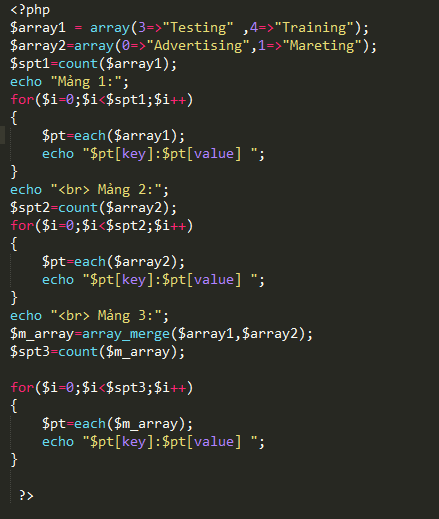 <?php
$array1 = array(3=>"Testing" ,4=>"Training");
$array2=array(0=>"Advertising",1=>"Mareting");
$spt1=count($array1);
echo "Mảng 1:";
for($i=0;$i<$spt1;$i++)
{
    $pt=each($array1);
    echo "$pt[key]:$pt[value] ";
}
echo "<br> Mảng 2:";
$spt2=count($array2);
for($i=0;$i<$spt2;$i++)
{
    $pt=each($array2);
    echo "$pt[key]:$pt[value] ";
}
echo "<br> Mảng 3:";
$m_array=array_merge($array1,$array2);
$spt3=count($m_array);

for($i=0;$i<$spt3;$i++)
{
    $pt=each($m_array);
    echo "$pt[key]:$pt[value] ";
}

 ?>